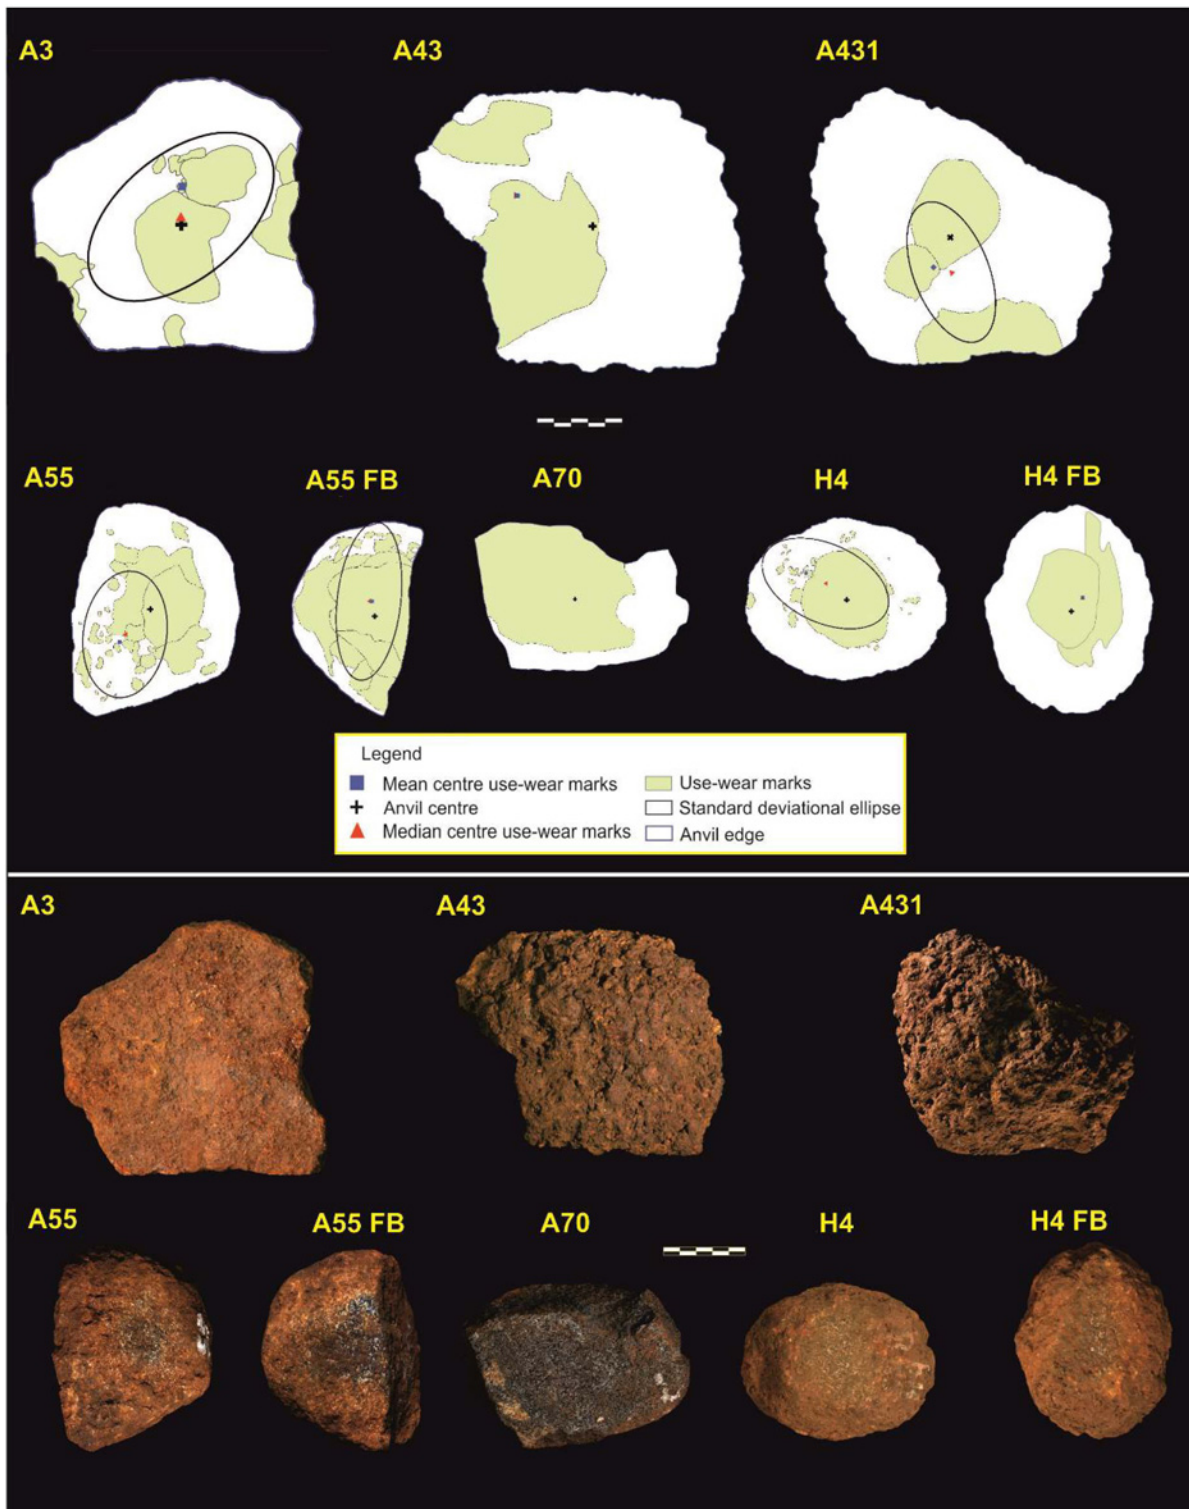 A3 A43 A431
A55 A55 FB A70 H4 H4 FB
Legend
Mean centre use-wear marks
Anvil centre
Median centre use-wear marks
Use-wear marks
Standard deviational ellipse
Anvil edge
A3 A43 A431
A55 A55 FB A70 H4 H4 FB